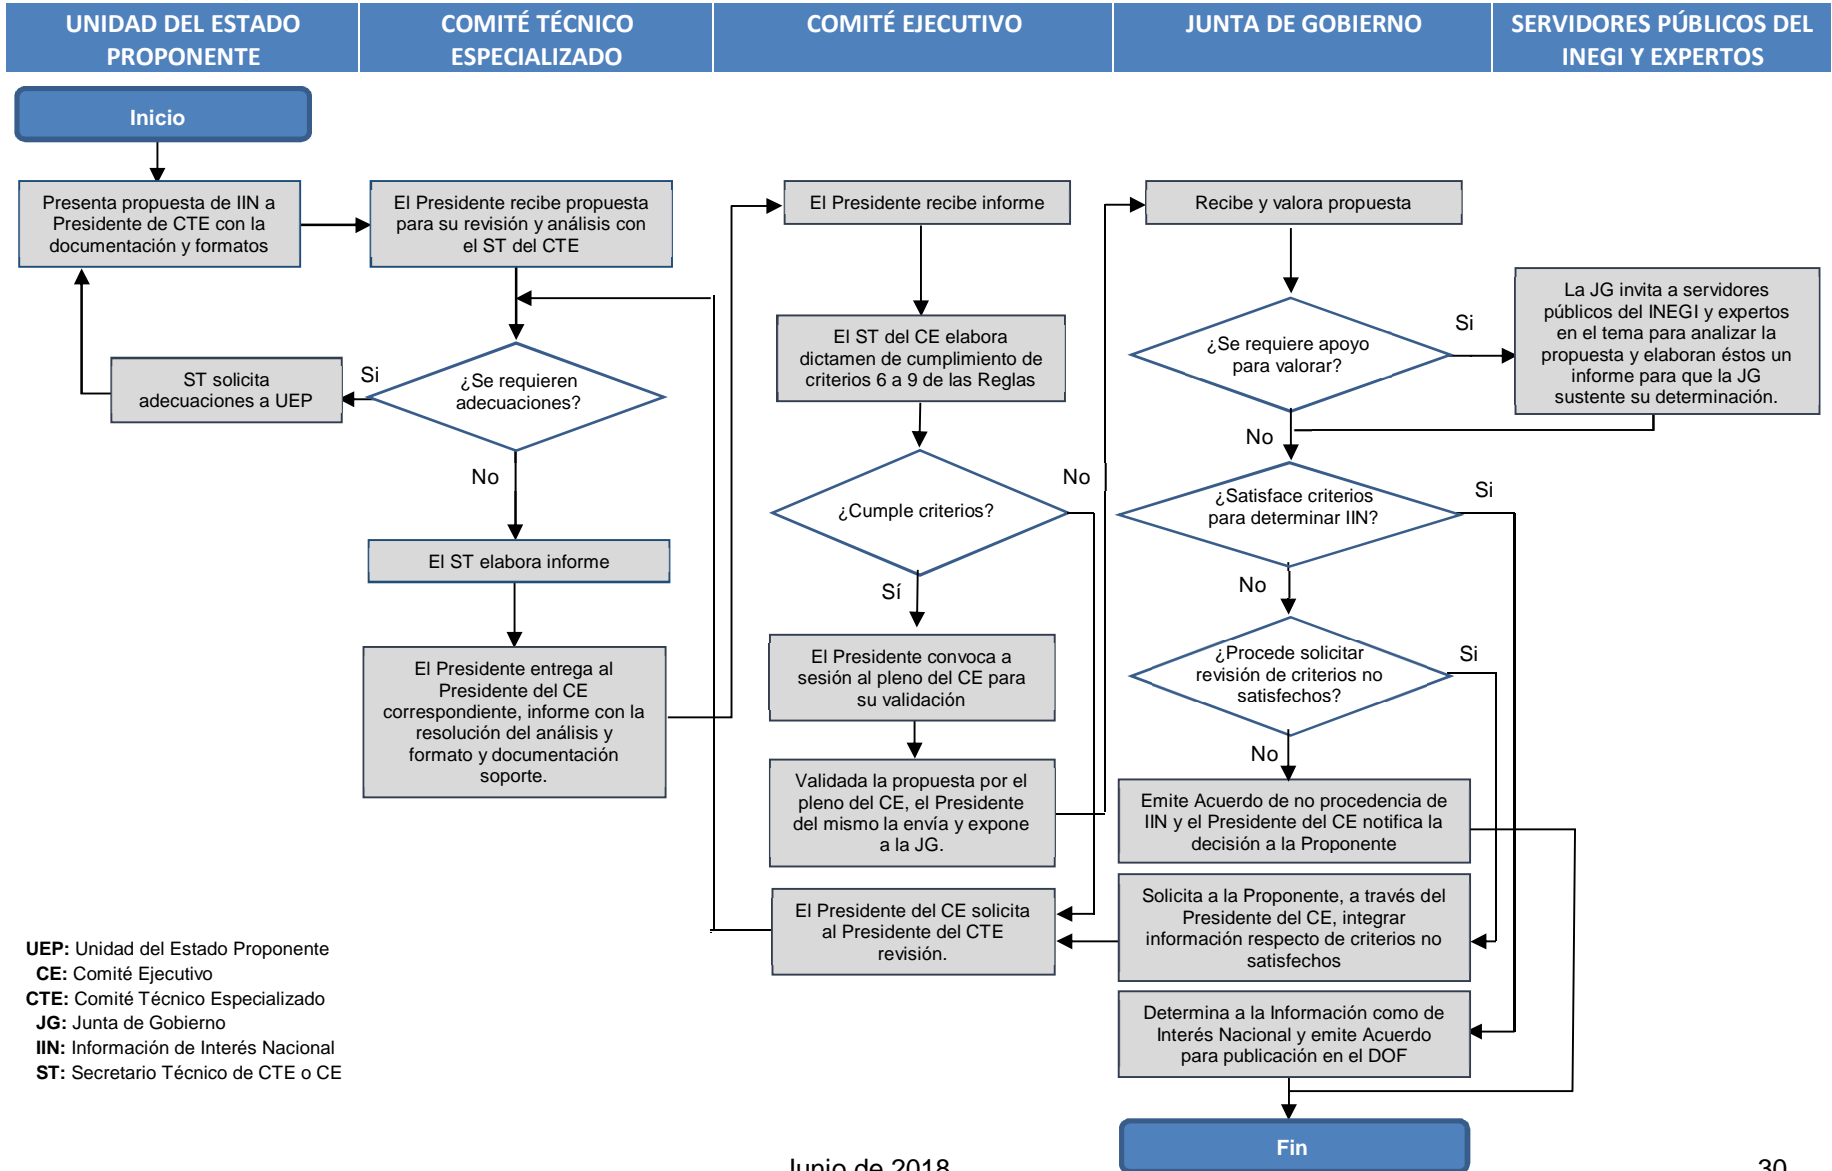 UNIDAD DEL ESTADO
PROPONENTE
COMITÉ TÉCNICO
ESPECIALIZADO
COMITÉ EJECUTIVO
JUNTA DE GOBIERNO
SERVIDORES PÚBLICOS DEL
INEGI Y EXPERTOS
Inicio
Presenta propuesta de IIN a
Presidente de CTE con la
documentación y formatos
El Presidente recibe propuesta
para su revisión y análisis con
el ST del CTE
ST solicita
adecuaciones a UEP
Si
¿Se requieren
adecuaciones?
No
El ST elabora informe
El Presidente entrega al
Presidente del CE
correspondiente, informe con la
resolución del análisis y
formato y documentación
soporte.
El Presidente recibe informe
El ST del CE elabora
dictamen de cumplimiento de
criterios 6 a 9 de las Reglas
¿Cumple criterios?
No
Sí
El Presidente convoca a
sesión al pleno del CE para
su validación
Validada la propuesta por el
pleno del CE, el Presidente
del mismo la envía y expone
a la JG.
El Presidente del CE solicita
al Presidente del CTE
revisión.
Recibe y valora propuesta
¿Se requiere apoyo
para valorar?
Si
No
La JG invita a servidores
públicos del INEGI y expertos
en el tema para analizar la
propuesta y elaboran éstos un
informe para que la JG
sustente su determinación.
¿Satisface criterios
para determinar IIN?
Si
No
¿Procede solicitar
revisión de criterios no
satisfechos?
Si
No
Emite Acuerdo de no procedencia de
IIN y el Presidente del CE notifica la
decisión a la Proponente
Solicita a la Proponente, a través del
Presidente del CE, integrar
información respecto de criterios no
satisfechos
Determina a la Información como de
Interés Nacional y emite Acuerdo
para publicación en el DOF
Fin
UEP: Unidad del Estado Proponente
CE: Comité Ejecutivo
CTE: Comité Técnico Especializado
JG: Junta de Gobierno
IIN: Información de Interés Nacional
ST: Secretario Técnico de CTE o CE
Junio de 2018
30